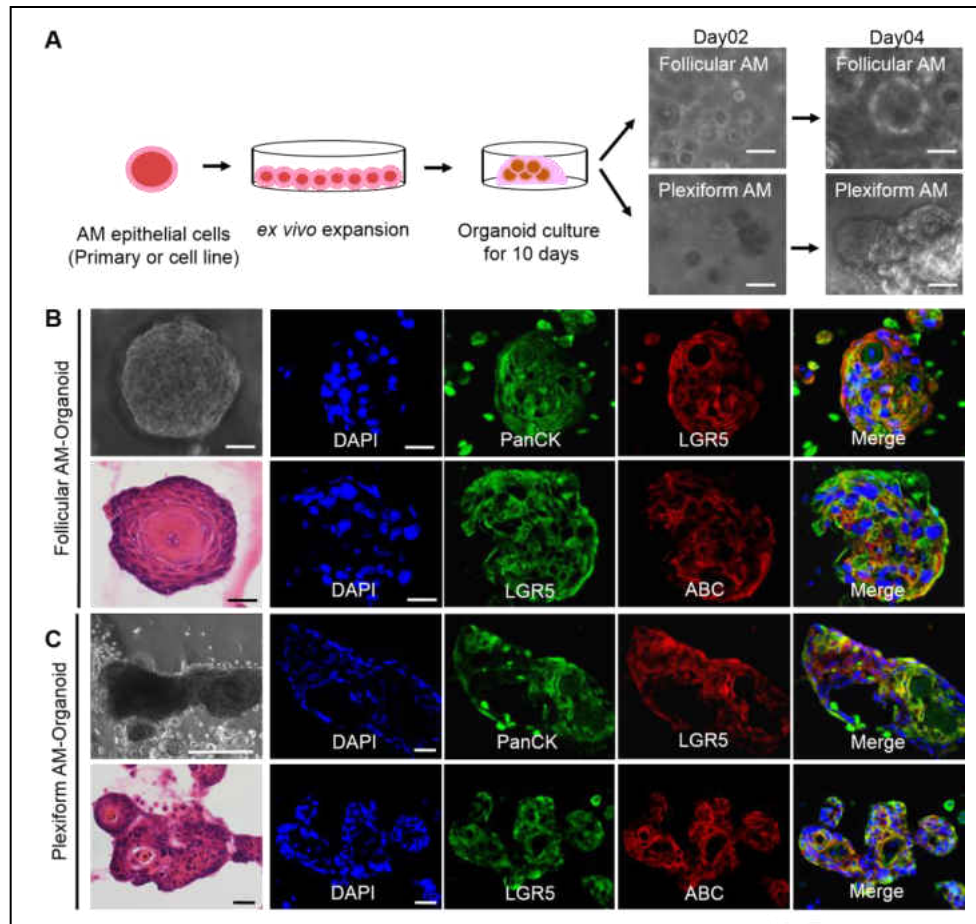 A
Day02
Day04
Follicular AM
Follicular AM
Plexiform AM
Plexiform AM
AM epithelial cells
(Primary or cell line)
ex vivo expansion
Organoid culture
for 10 days
B
Follicular AM-Organoid
DAPI
PanCK
LGR5
Merge
DAPI
LGR5
ABC
Merge
C
Plexiform AM-Organoid
DAPI
PanCK
LGR5
Merge
DAPI
LGR5
ABC
Merge